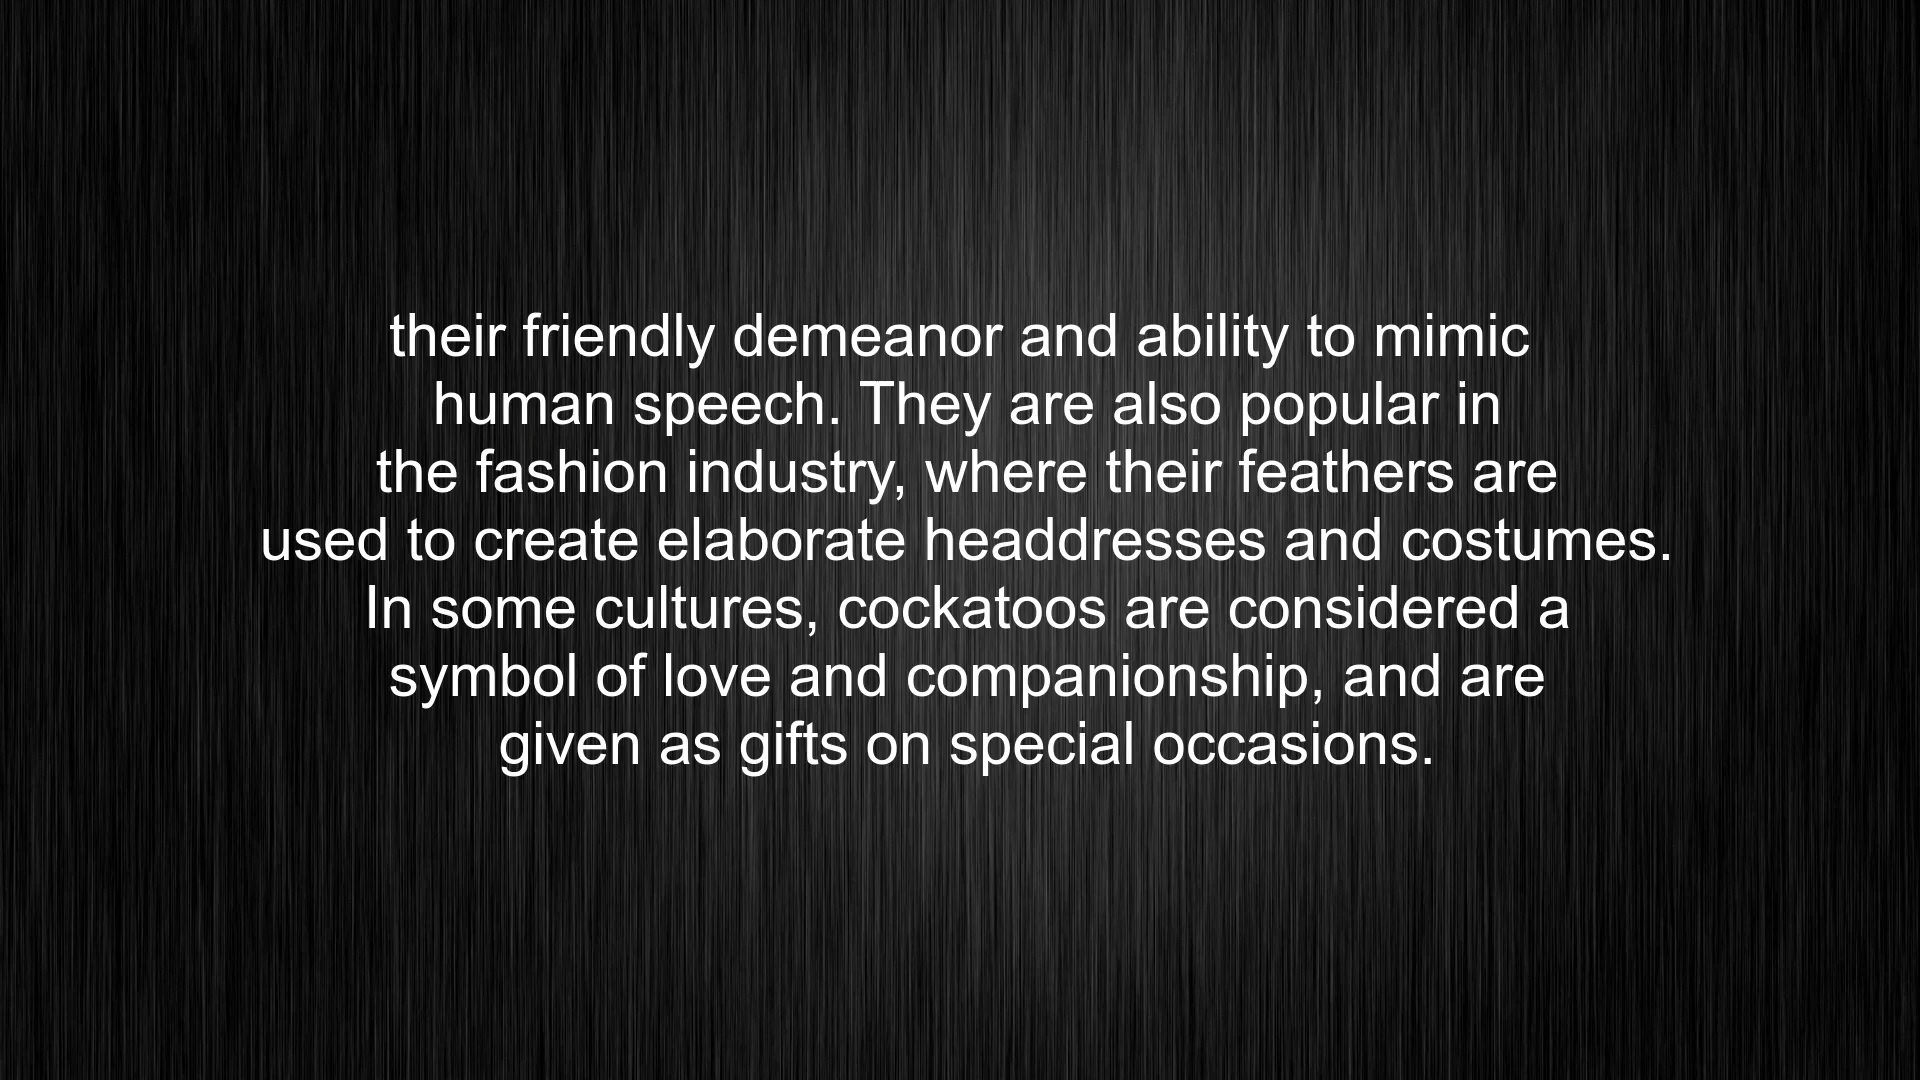 their friendly demeanor and ability to mimic
human speech. They are also popular in
the fashion industry, where their feathers are
used to create elaborate headdresses and costumes.
In some cultures, cockatoos are considered a
symbol of love and companionship, and are
given as gifts on special occasions.